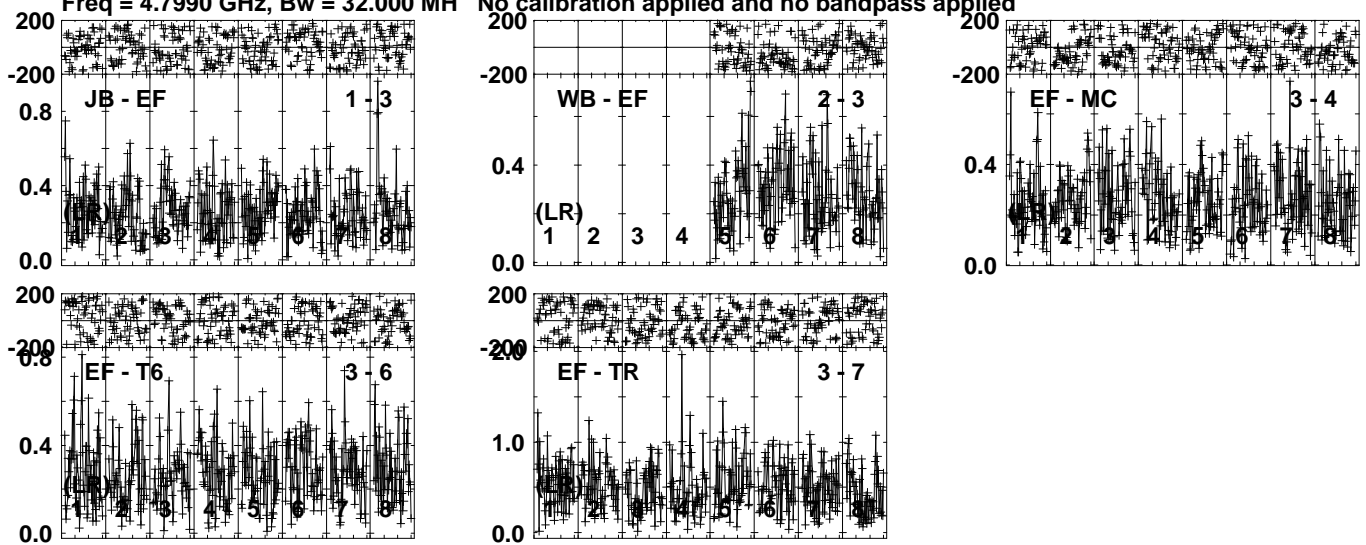 Freq = 4.7990 GHz, Bw = 32.000 MH No calibration applied and no bandpass applied
200
-200
JB - EF 1 - 3
0.8
0.4
(LR)
1 2 3 4 5 6 7 8
0.0
200
-200
WB - EF 2 - 3
0.4
(LR)
1 2 3 4 5 6 7 8
0.0
200
-200
EF - MC 3 - 4
0.4
(LR)
1 2 3 4 5 6 7 8
0.0
200
-200
0.8
EF - T6 3 - 6
0.4
(LR)
1 2 3 4 5 6 7 8
0.0
200
-200
2.0
EF - TR 3 - 7
1.0
(LR)
1 2 3 4 5 6 7 8
0.0